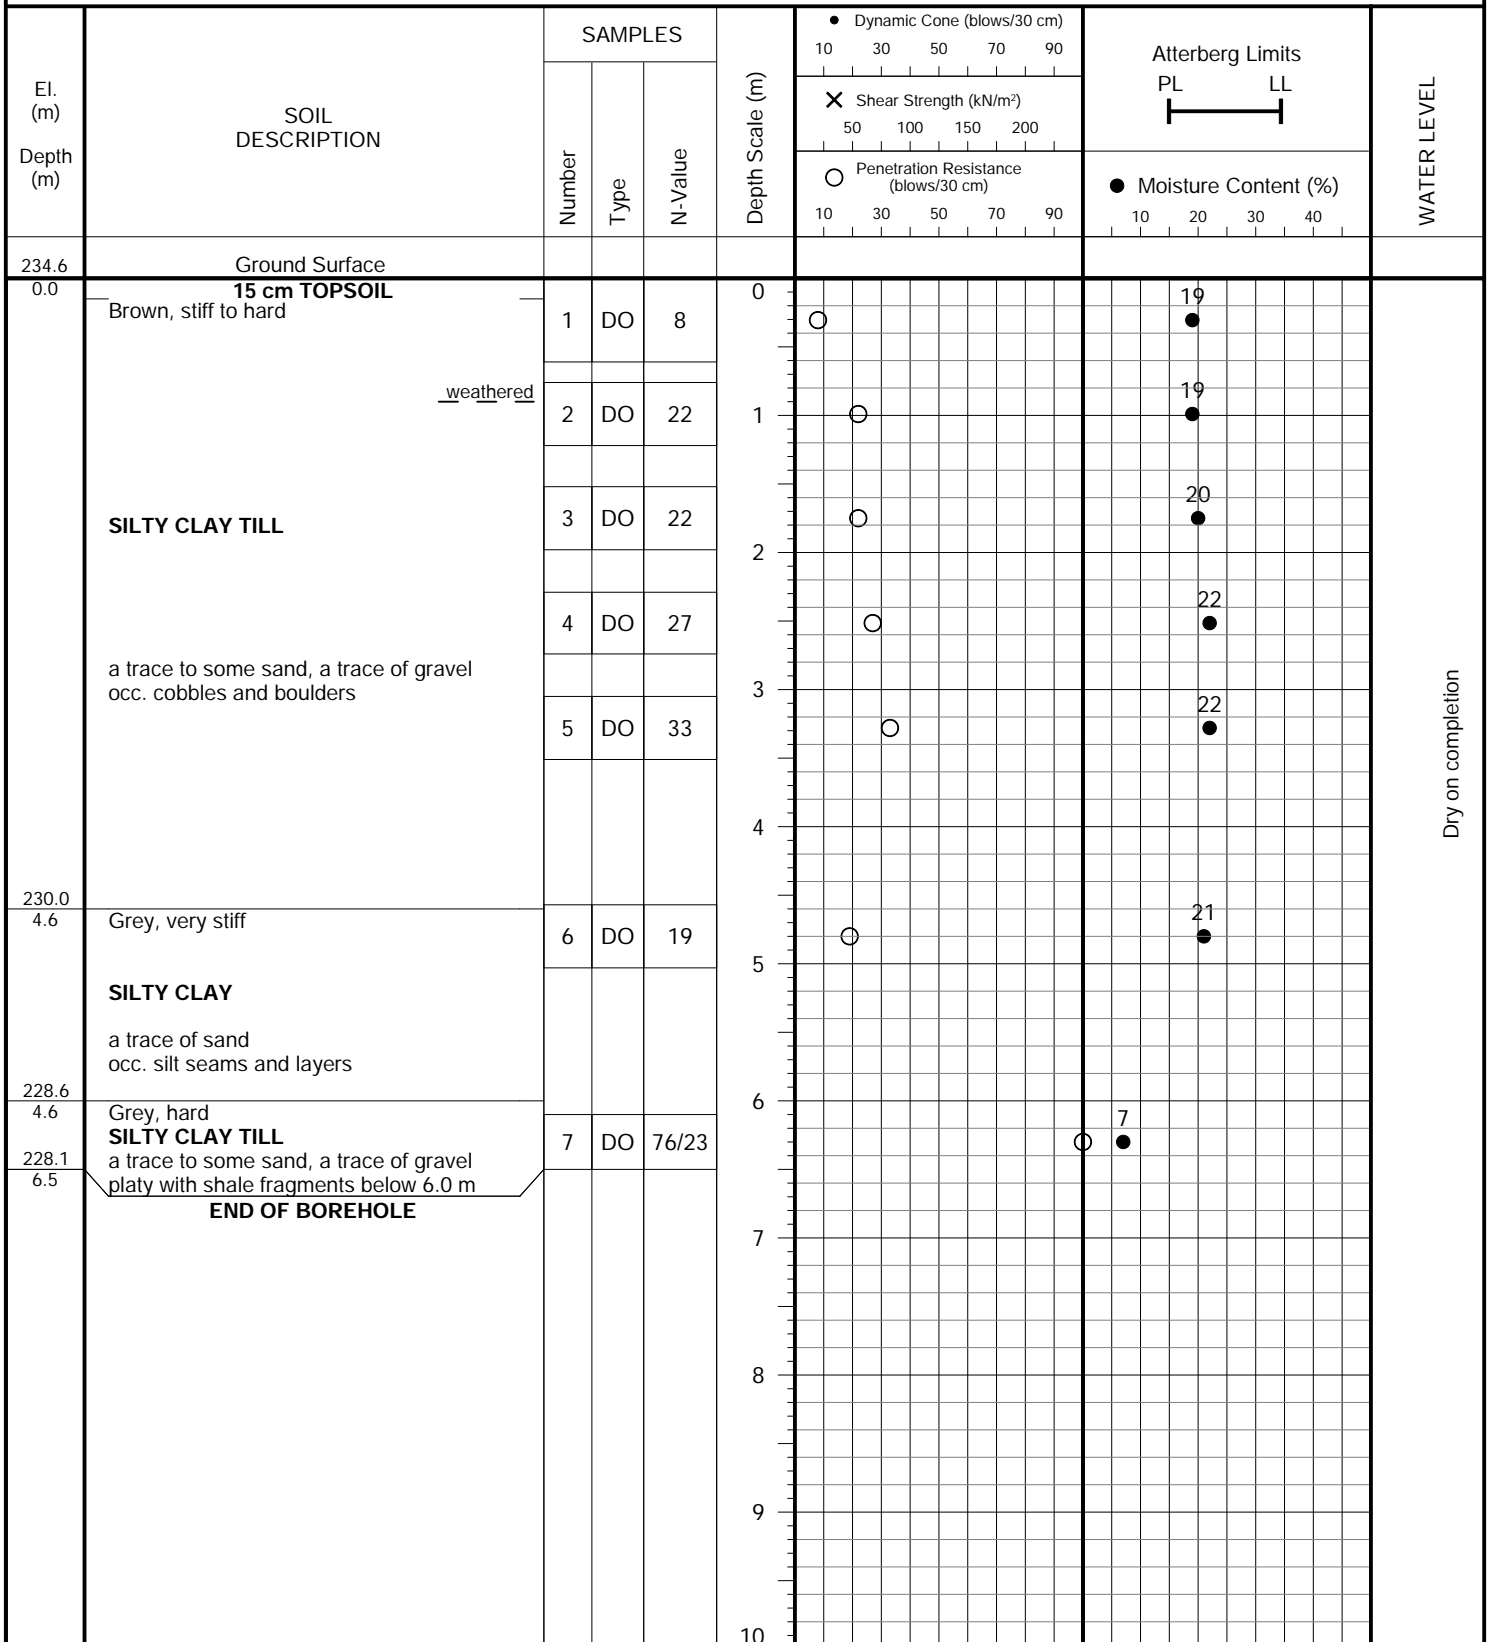 El.
(m)
Depth
(m)
SOIL
DESCRIPTION
SAMPLES
Number
Type
N-Value
Depth Scale (m)
Dynamic Cone (blows/30 cm)
10 30 50 70 90
Shear Strength (kN/m²)
50 100 150 200
Penetration Resistance
(blows/30 cm)
10 30 50 70 90
Atterberg Limits
PL LL
Moisture Content (%)
10 20 30 40
WATER LEVEL
234.6 Ground Surface
0.0 15 cm TOPSOIL 0
Brown, stiff to hard
1 DO 8 19
weathered
2 DO 22 1 19
SILTY CLAY TILL
3 DO 22 20
2
4 DO 27 22
a trace to some sand, a trace of gravel
occ. cobbles and boulders
3
5 DO 33 22
Dry on completion
4
230.0
4.6 Grey, very stiff
6 DO 19 21
5
SILTY CLAY
a trace of sand
occ. silt seams and layers
228.6
4.6 Grey, hard 6
SILTY CLAY TILL
7 DO 76/23 7
228.1 a trace to some sand, a trace of gravel
6.5 platy with shale fragments below 6.0 m
END OF BOREHOLE
7
8
9
10